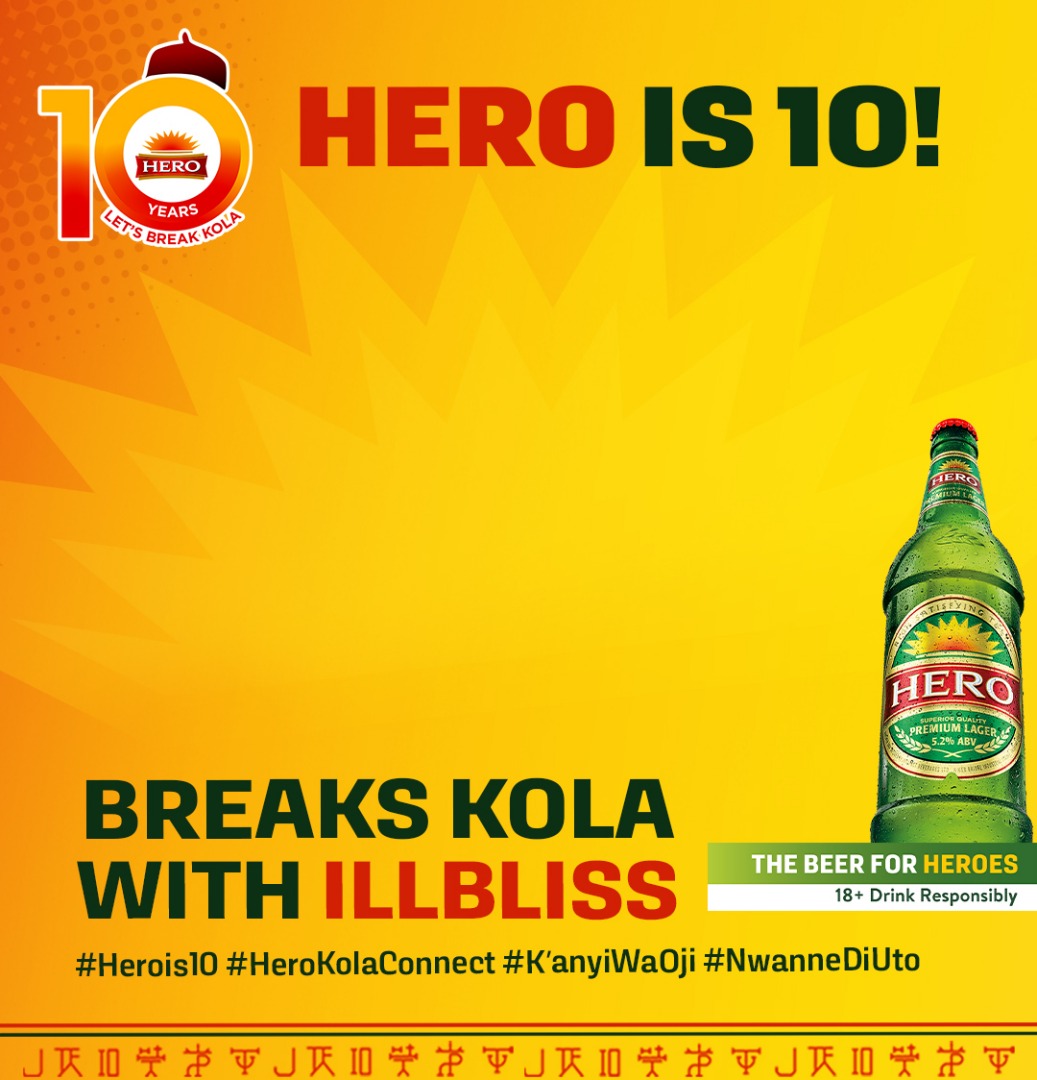 10
HERO
YEARS
LET'S BREAK KOLA
HERO IS 10!
HERO
PREMIUM LAGER
HERO
SUPERIOR QUALITY
PREMIUM LAGER
5.2% ABV
BREAKS KOLA
WITH ILLBLISS
THE BEER FOR HEROES
18+ Drink Responsibly
#Herois10 #HeroKolaConnect #K'anyiWaOji #NwanneDiUto